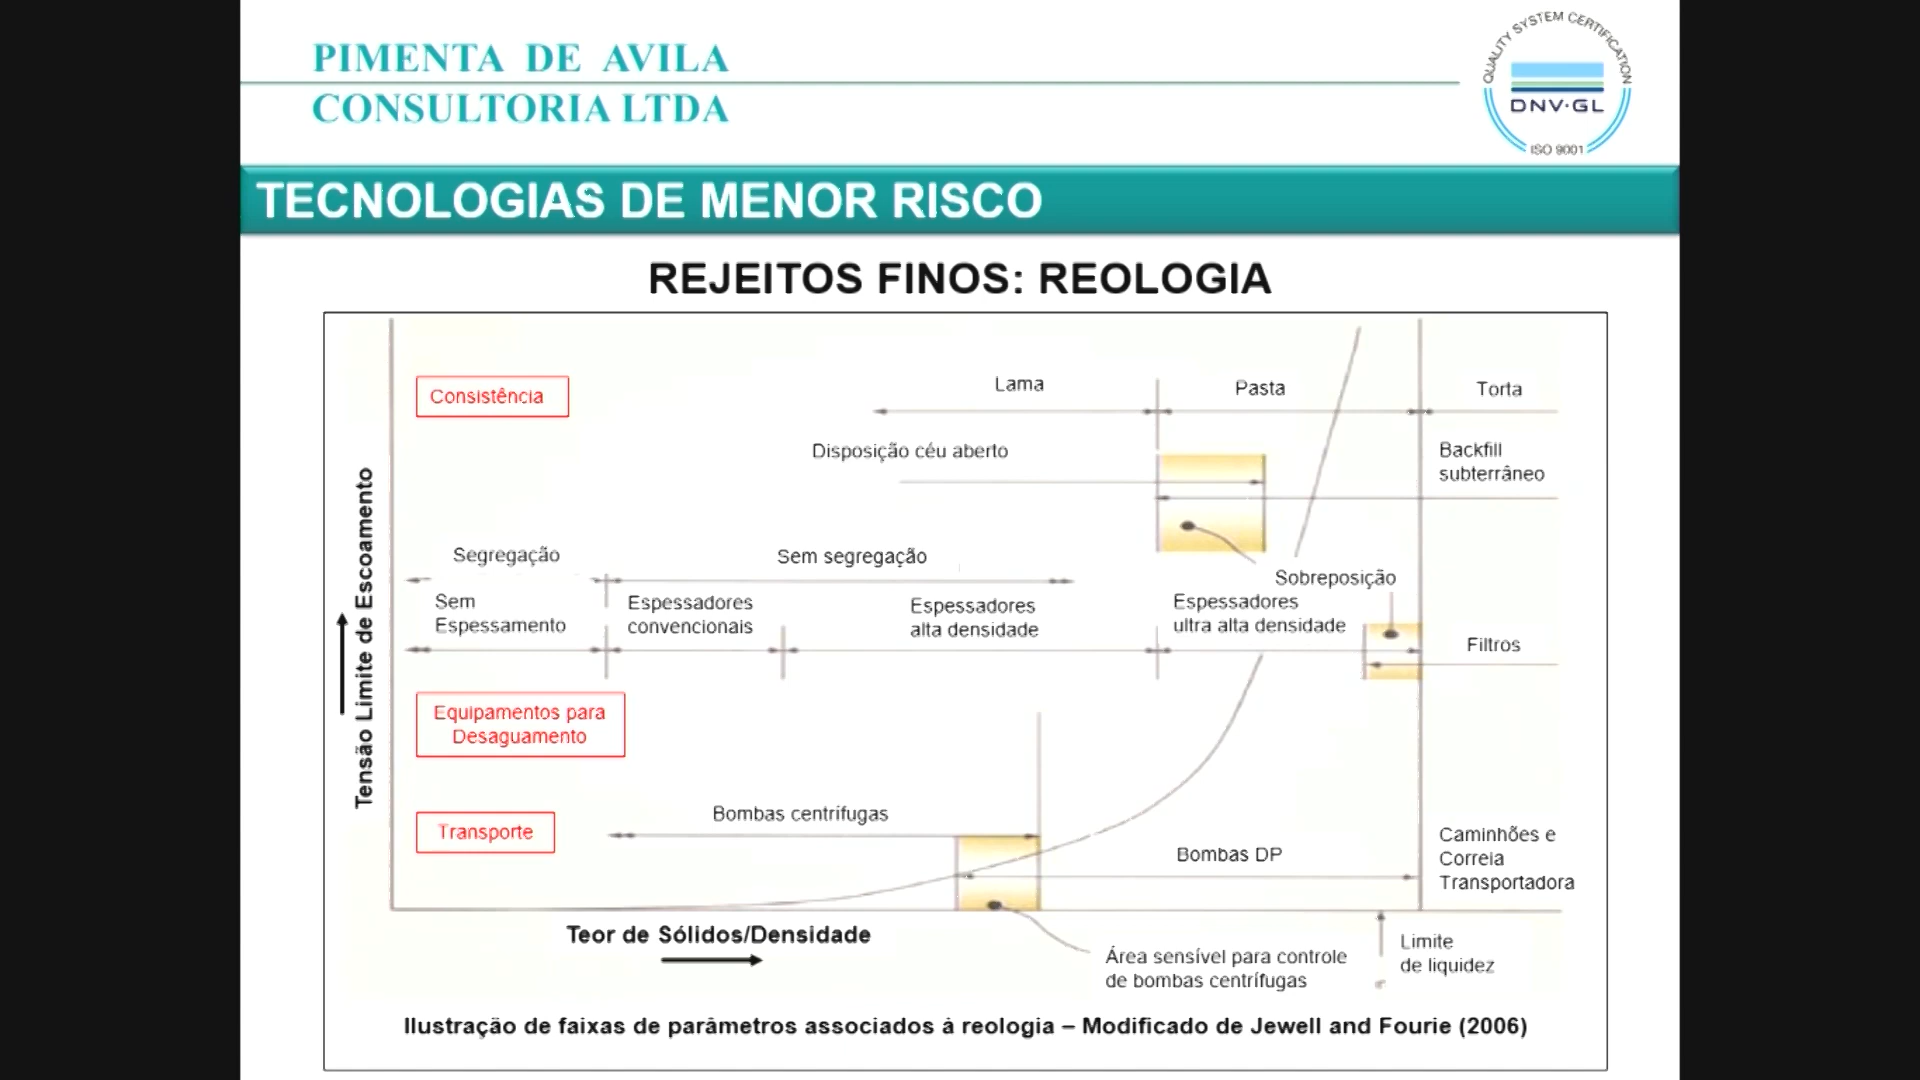 PIMENTA DE AVILA
CONSULTORIA LTDA
QUALITY SYSTEM CERTIFICATION
DNV·GL
ISO 9001
TECNOLOGIAS DE MENOR RISCO
REJEITOS FINOS: REOLOGIA
Consistência
Lama
Pasta
Torta
Disposição céu aberto
Backfill
subterrâneo
Segregação
Sem segregação
Sobreposição
Sem
Espessamento
Espessadores
convencionais
Espessadores
alta densidade
Espessadores
ultra alta densidade
Filtros
Equipamentos para
Desaguamento
Transporte
Bombas centrífugas
Bombas DP
Caminhões e
Correia
Transportadora
Tensão Limite de Escoamento
Teor de Sólidos/Densidade
Área sensível para controle
de bombas centrífugas
Limite
de liquidez
Ilustração de faixas de parâmetros associados à reologia – Modificado de Jewell and Fourie (2006)